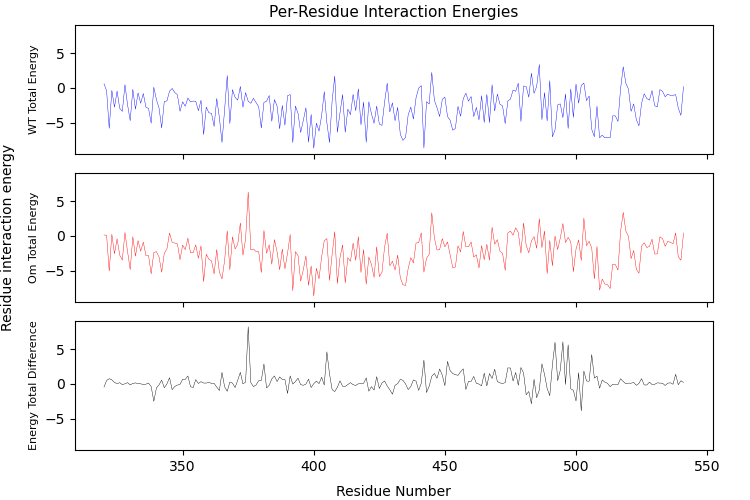 Per-Residue Interaction Energies
Residue interaction energy
WT Total Energy
5
0
−5
Om Total Energy
5
0
−5
Energy Total Difference
5
0
−5
350 400 450 500 550
Residue Number